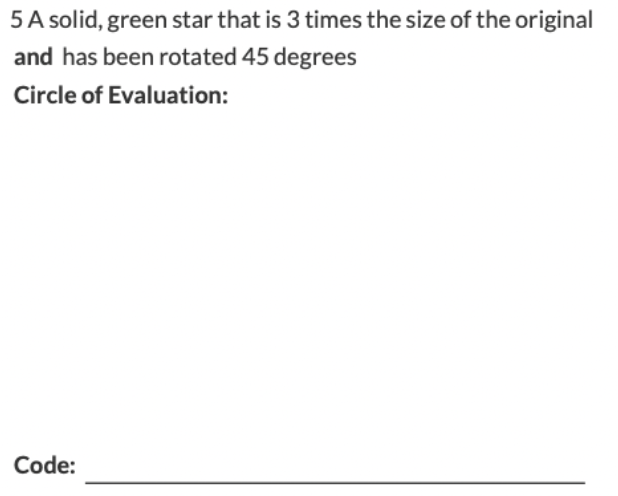 5 A solid, green star that is 3 times the size of the original
and has been rotated 45 degrees
Circle of Evaluation:
Code: